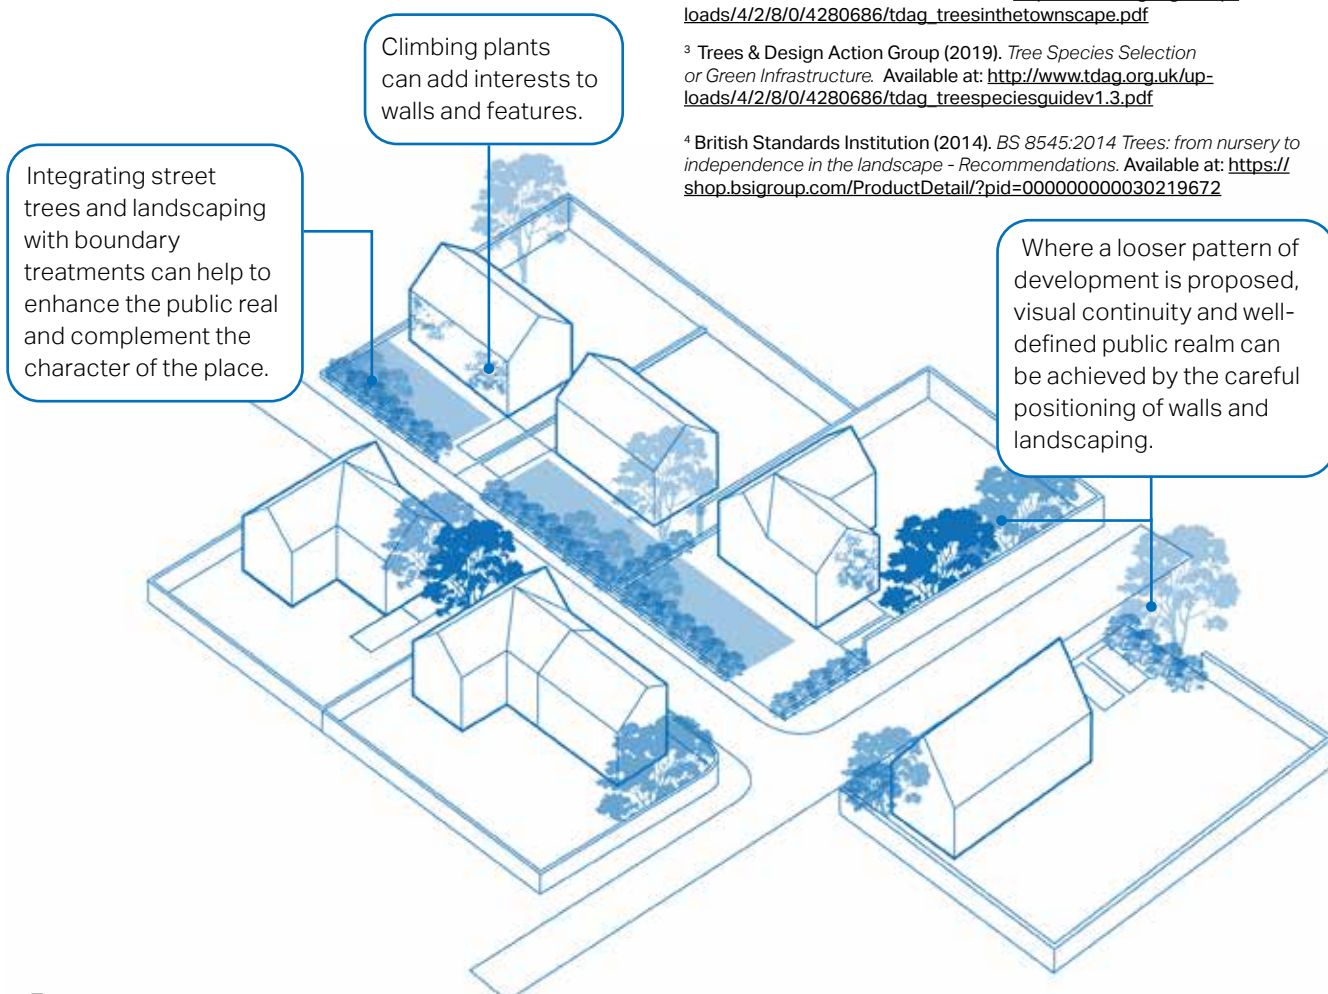 loads/4/2/8/0/4280686/tdag_treesinthetownscape.pdf
³ Trees & Design Action Group (2019). Tree Species Selection
or Green Infrastructure. Available at: http://www.tdag.org.uk/up-
loads/4/2/8/0/4280686/tdag_treespeciesguidev1.3.pdf
⁴ British Standards Institution (2014). BS 8545:2014 Trees: from nursery to
independence in the landscape - Recommendations. Available at: https://
shop.bsigroup.com/ProductDetail/?pid=000000000030219672
Climbing plants
can add interests to
walls and features.
Integrating street
trees and landscaping
with boundary
treatments can help to
enhance the public real
and complement the
character of the place.
Where a looser pattern of
development is proposed,
visual continuity and well-
defined public realm can
be achieved by the careful
positioning of walls and
landscaping.